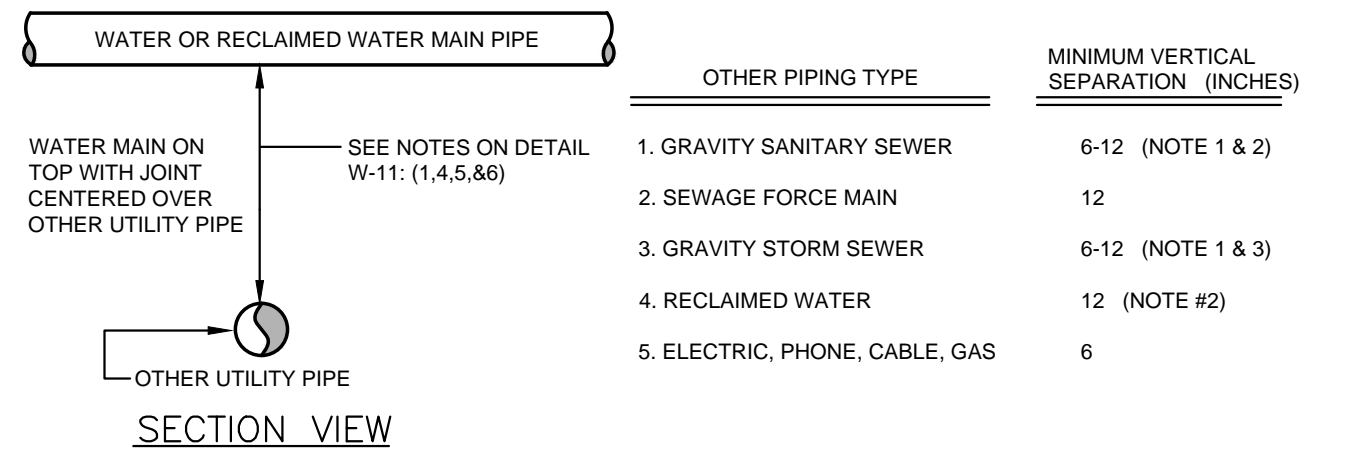 WATER OR RECLAIMED WATER MAIN PIPE
WATER MAIN ON
TOP WITH JOINT
CENTERED OVER
OTHER UTILITY PIPE
SEE NOTES ON DETAIL
W-11: (1,4,5,&6)
OTHER UTILITY PIPE
SECTION VIEW
OTHER PIPING TYPE
MINIMUM VERTICAL
SEPARATION (INCHES)
1. GRAVITY SANITARY SEWER 6-12 (NOTE 1 & 2)
2. SEWAGE FORCE MAIN 12
3. GRAVITY STORM SEWER 6-12 (NOTE 1 & 3)
4. RECLAIMED WATER 12 (NOTE #2)
5. ELECTRIC, PHONE, CABLE, GAS 6